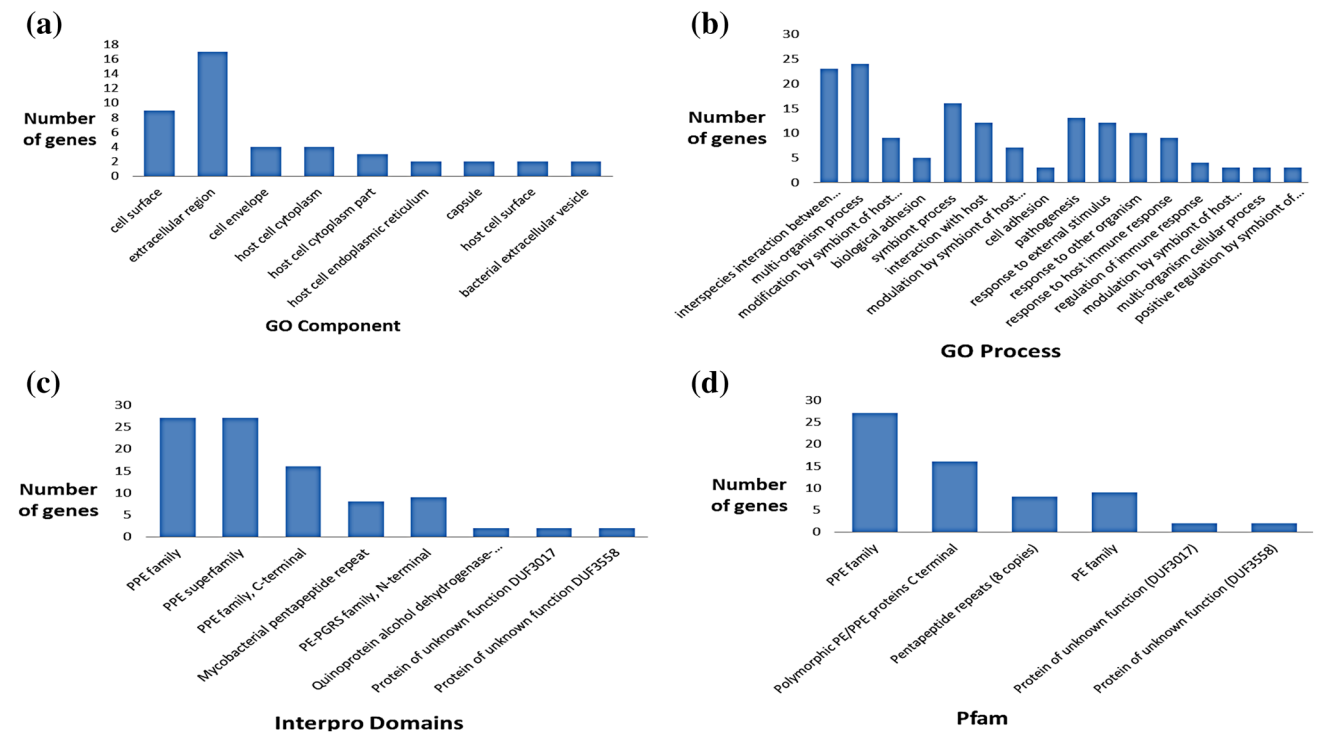 (a)
18
16
14
12
10
8
6
4
2
0
Number
of genes
cell surface
extracellular region
cell envelope
host cell cytoplasm
host cell cytoplasm part
host cell endoplasmic reticulum
capsule
host cell surface
bacterial extracellular vesicle
GO Component
(b)
30
25
20
15
10
5
0
Number
of genes
interspecies interaction between...
multi-organism process
modification by symbiont of host...
biological adhesion
symbiont process
interaction with host
modulation by symbiont of host...
cell adhesion
pathogenesis
response to external stimulus
response to other organism
response to host immune response
regulation of immune response
modulation by symbiont of host...
multi-organism cellular process
positive regulation by symbiont of...
GO Process
(c)
30
25
20
15
10
5
0
Number
of genes
PPE family
PPE superfamily
PPE family, C-terminal
Mycobacterial pentapeptide repeat
PE-PGRS family, N-terminal
Quinoprotein alcohol dehydrogenase-...
Protein of unknown function DUF3017
Protein of unknown function DUF3558
Interpro Domains
(d)
30
25
20
15
10
5
0
Number
of genes
PPE family
Polymorphic PE/PPE proteins C terminal
Pentapeptide repeats (8 copies)
PE family
Protein of unknown function (DUF3017)
Protein of unknown function (DUF3558)
Pfam